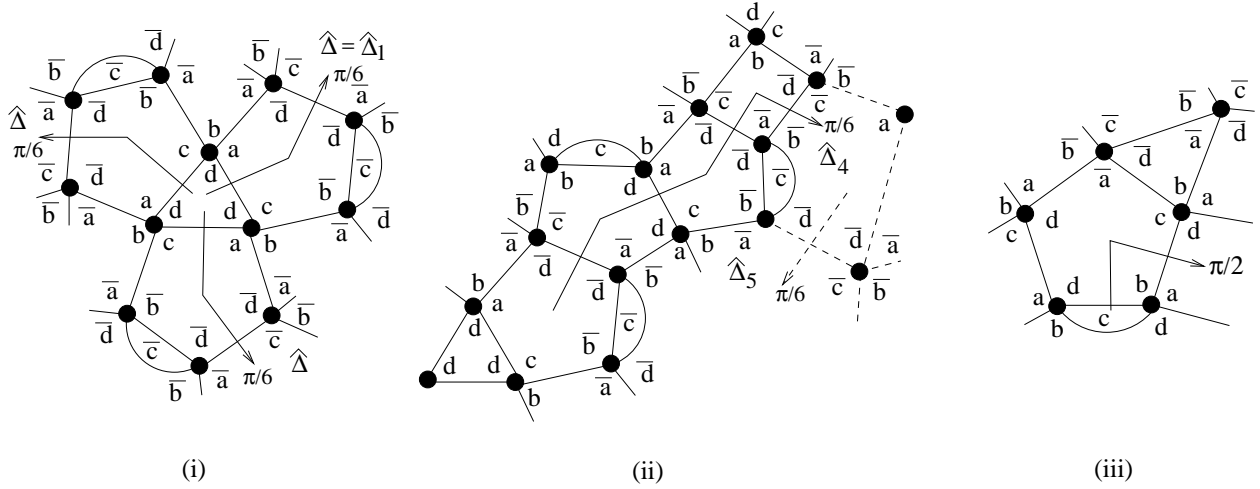 d̄
b̄
b̄ Δ̂ = Δ̂1
c̄ ā c̄ π/6
ā d̄ b̄ ā d̄ ā
Δ̂ b b̄
π/6 c a d̄
c̄ d̄ d c̄
b̄ ā a d d c b̄ d̄
b c a b ā
ā b̄ ā
d̄ d̄ b̄
c̄ d̄ c̄
b̄ ā π/6 Δ̂
(i)
d
a c
b ā
b̄ d̄ b̄
c̄ c̄
ā a
d̄ b̄ π/6
d c b d̄ Δ̂4
a b d a c̄
b̄ c b̄ d̄
c̄ d ā
ā ā a b d̄ ā
d̄ b̄ Δ̂5 c̄ b̄
d̄ π/6
b a c̄
d b̄
d d c ā d̄
b
(ii)
c̄
b̄
c̄ ā d̄
b̄ d̄
ā b
a c a
c d d
d π/2
a b a
b c d
(iii)